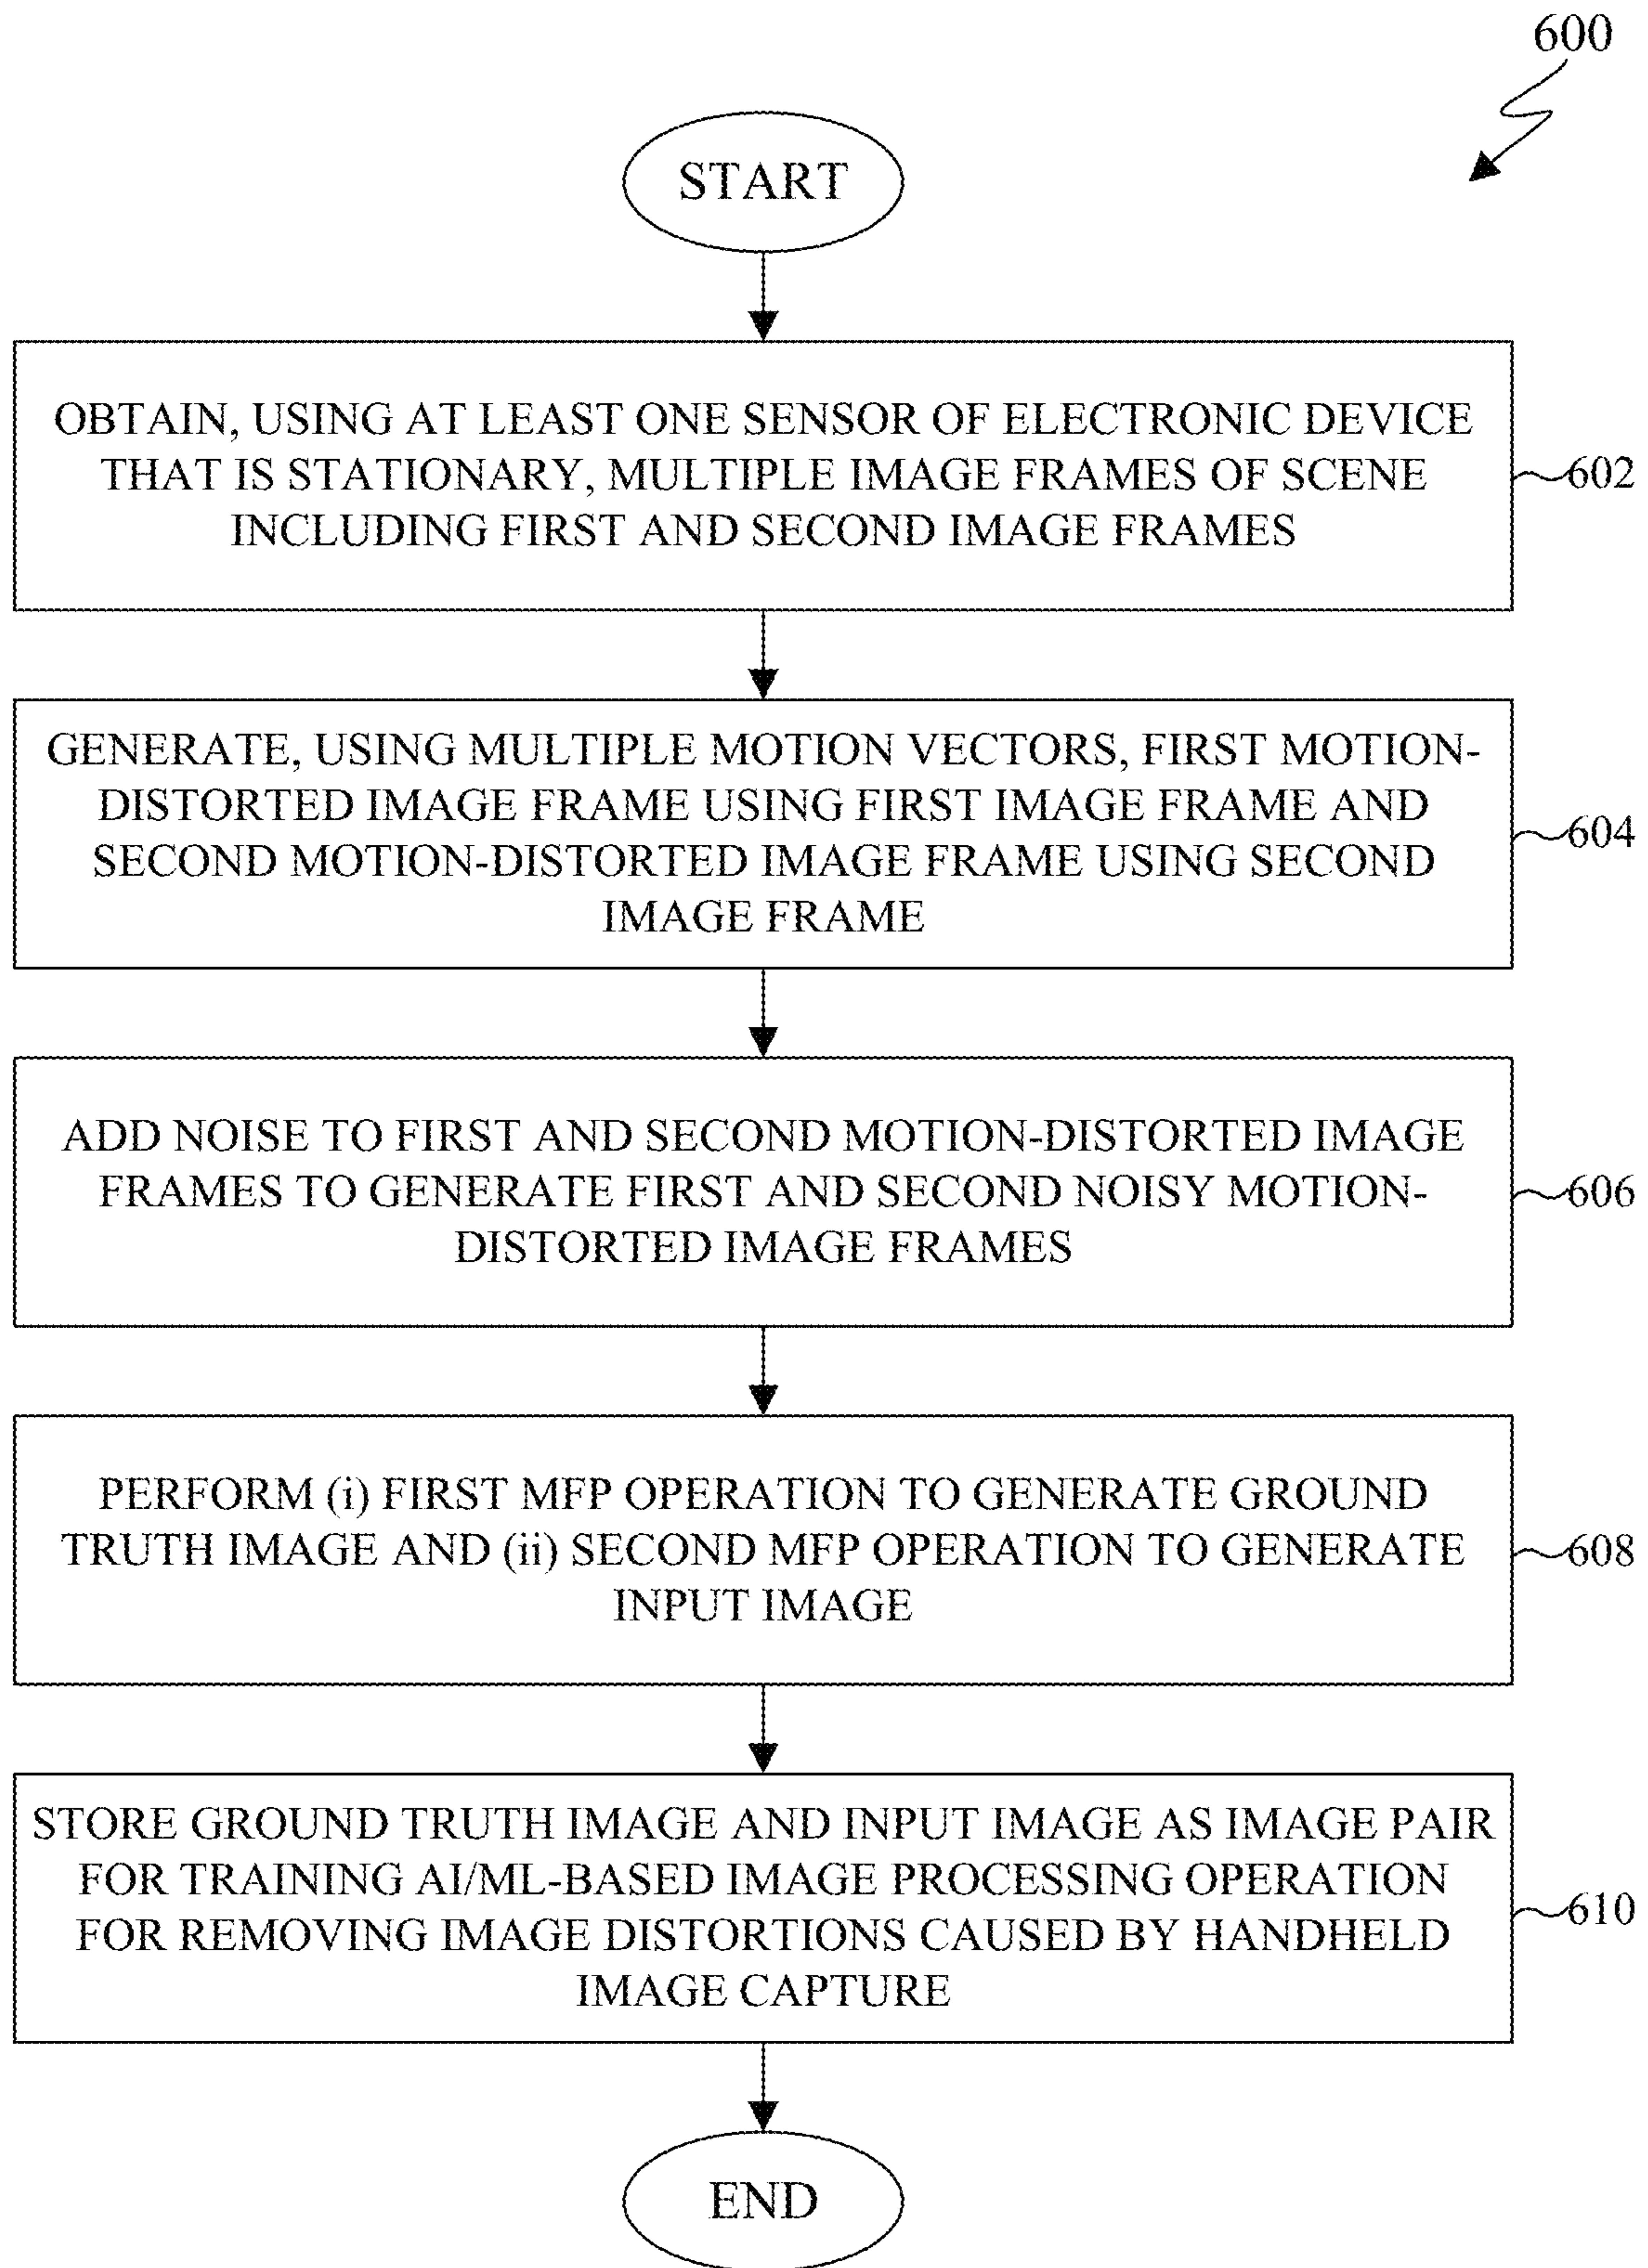 600
START
OBTAIN, USING AT LEAST ONE SENSOR OF ELECTRONIC DEVICE
THAT IS STATIONARY, MULTIPLE IMAGE FRAMES OF SCENE
INCLUDING FIRST AND SECOND IMAGE FRAMES
602
GENERATE, USING MULTIPLE MOTION VECTORS, FIRST MOTION-
DISTORTED IMAGE FRAME USING FIRST IMAGE FRAME AND
SECOND MOTION-DISTORTED IMAGE FRAME USING SECOND
IMAGE FRAME
604
ADD NOISE TO FIRST AND SECOND MOTION-DISTORTED IMAGE
FRAMES TO GENERATE FIRST AND SECOND NOISY MOTION-
DISTORTED IMAGE FRAMES
606
PERFORM (i) FIRST MFP OPERATION TO GENERATE GROUND
TRUTH IMAGE AND (ii) SECOND MFP OPERATION TO GENERATE
INPUT IMAGE
608
STORE GROUND TRUTH IMAGE AND INPUT IMAGE AS IMAGE PAIR
FOR TRAINING AI/ML-BASED IMAGE PROCESSING OPERATION
FOR REMOVING IMAGE DISTORTIONS CAUSED BY HANDHELD
IMAGE CAPTURE
610
END